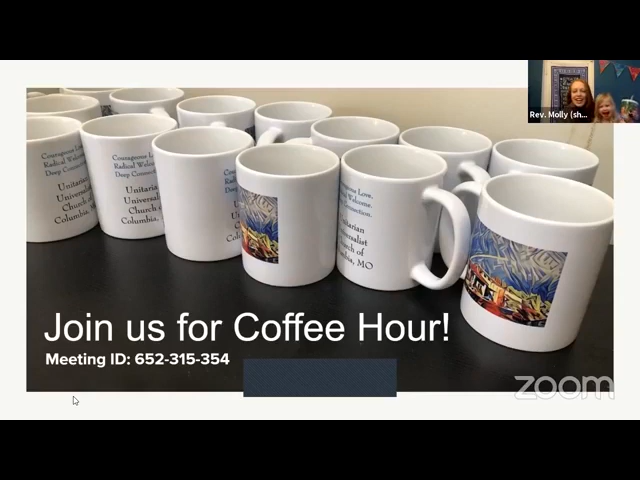 Rev. Molly (sh...
Courageous Love.
Radical Welcome.
Deep Connection.
Unitarian
Universalist
Church of
Columbia, MO
Join us for Coffee Hour!
Meeting ID: 652-315-354
zoom